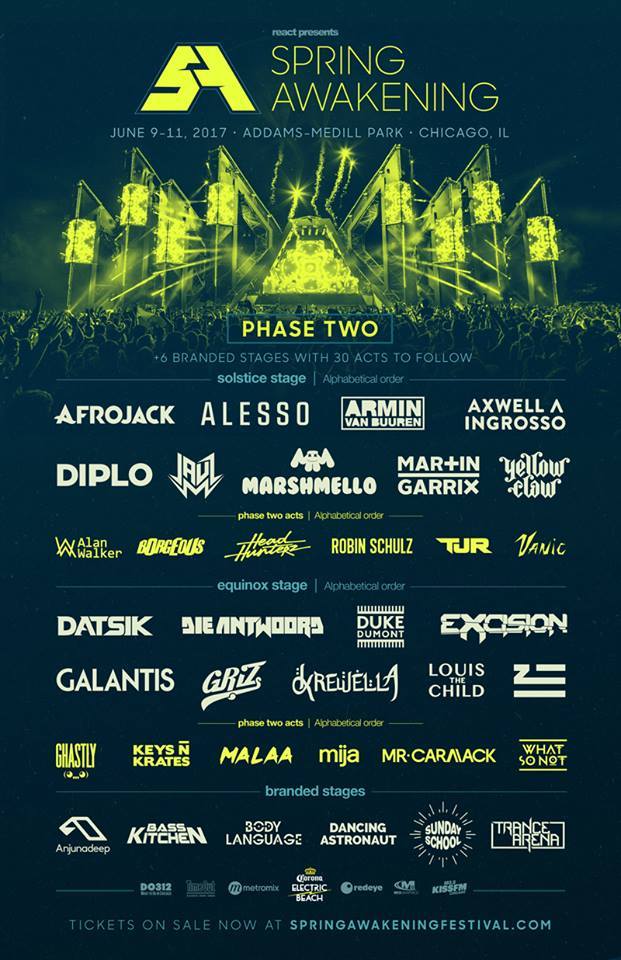 react presents
SA SPRING
AWAKENING
JUNE 9-11, 2017 · ADDAMS-MEDILL PARK · CHICAGO, IL
PHASE TWO
+6 BRANDED STAGES WITH 30 ACTS TO FOLLOW
solstice stage | Alphabetical order
AFROJACK ALESSO ARMIN VAN BUUREN AXWELL Λ INGROSSO
DIPLO JAUZ MARSHMELLO MAR+IN GARRIX yellow claw
phase two acts | Alphabetical order
Alan Walker BORGEOUS Head Hunterz ROBIN SCHULZ TJR VANIC
equinox stage | Alphabetical order
DATSIK DIE ANTWOORD DUKE DUMONT EXCISION
GALANTIS GRiZ KREWELLA LOUIS THE CHILD
phase two acts | Alphabetical order
GHASTLY KEYS N KRATES MALAA mija MR·CARMACK WHAT SO NOT
branded stages
Anjunadeep BASS KITCHEN BODY LANGUAGE DANCING ASTRONAUT SUNDAY SCHOOL TRANCE ARENA
DO312 TimeOut metromix Corona ELECTRIC BEACH redeye KISSFM
TICKETS ON SALE NOW AT SPRINGAWAKENINGFESTIVAL.COM